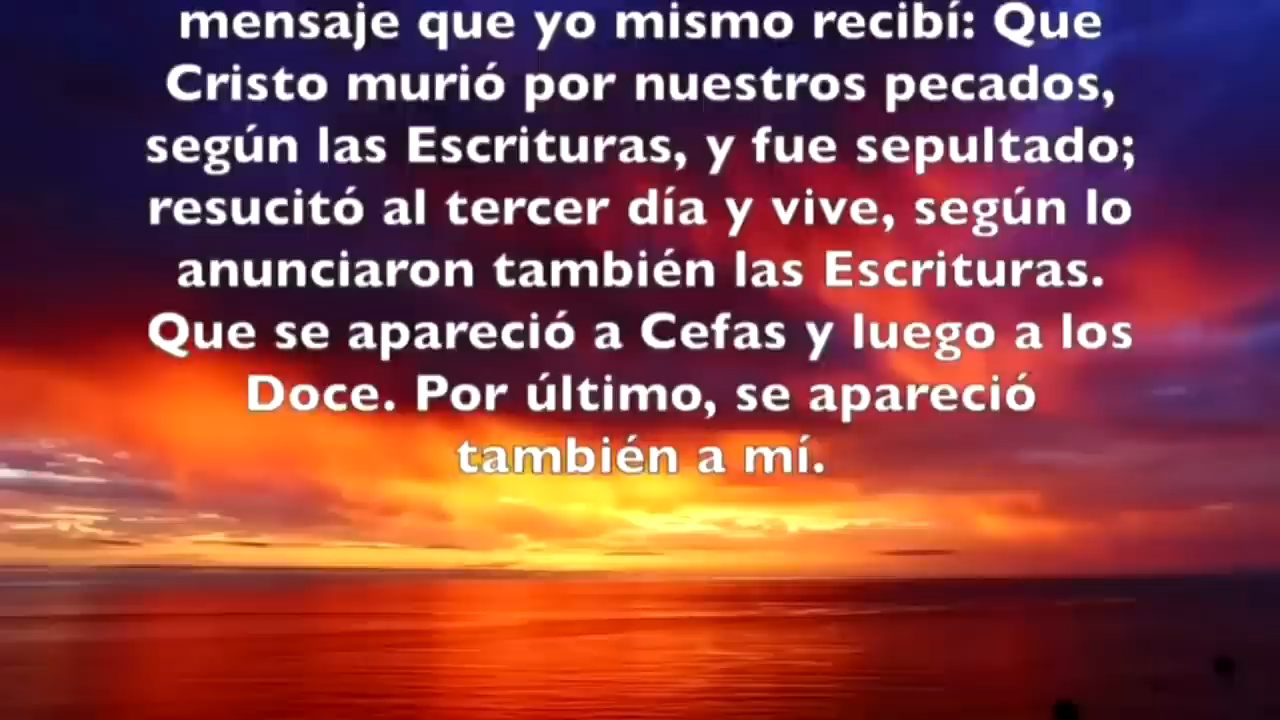 mensaje que yo mismo recibí: Que
Cristo murió por nuestros pecados,
según las Escrituras, y fue sepultado;
resucitó al tercer día y vive, según lo
anunciaron también las Escrituras.
Que se apareció a Cefas y luego a los
Doce. Por último, se apareció
también a mí.